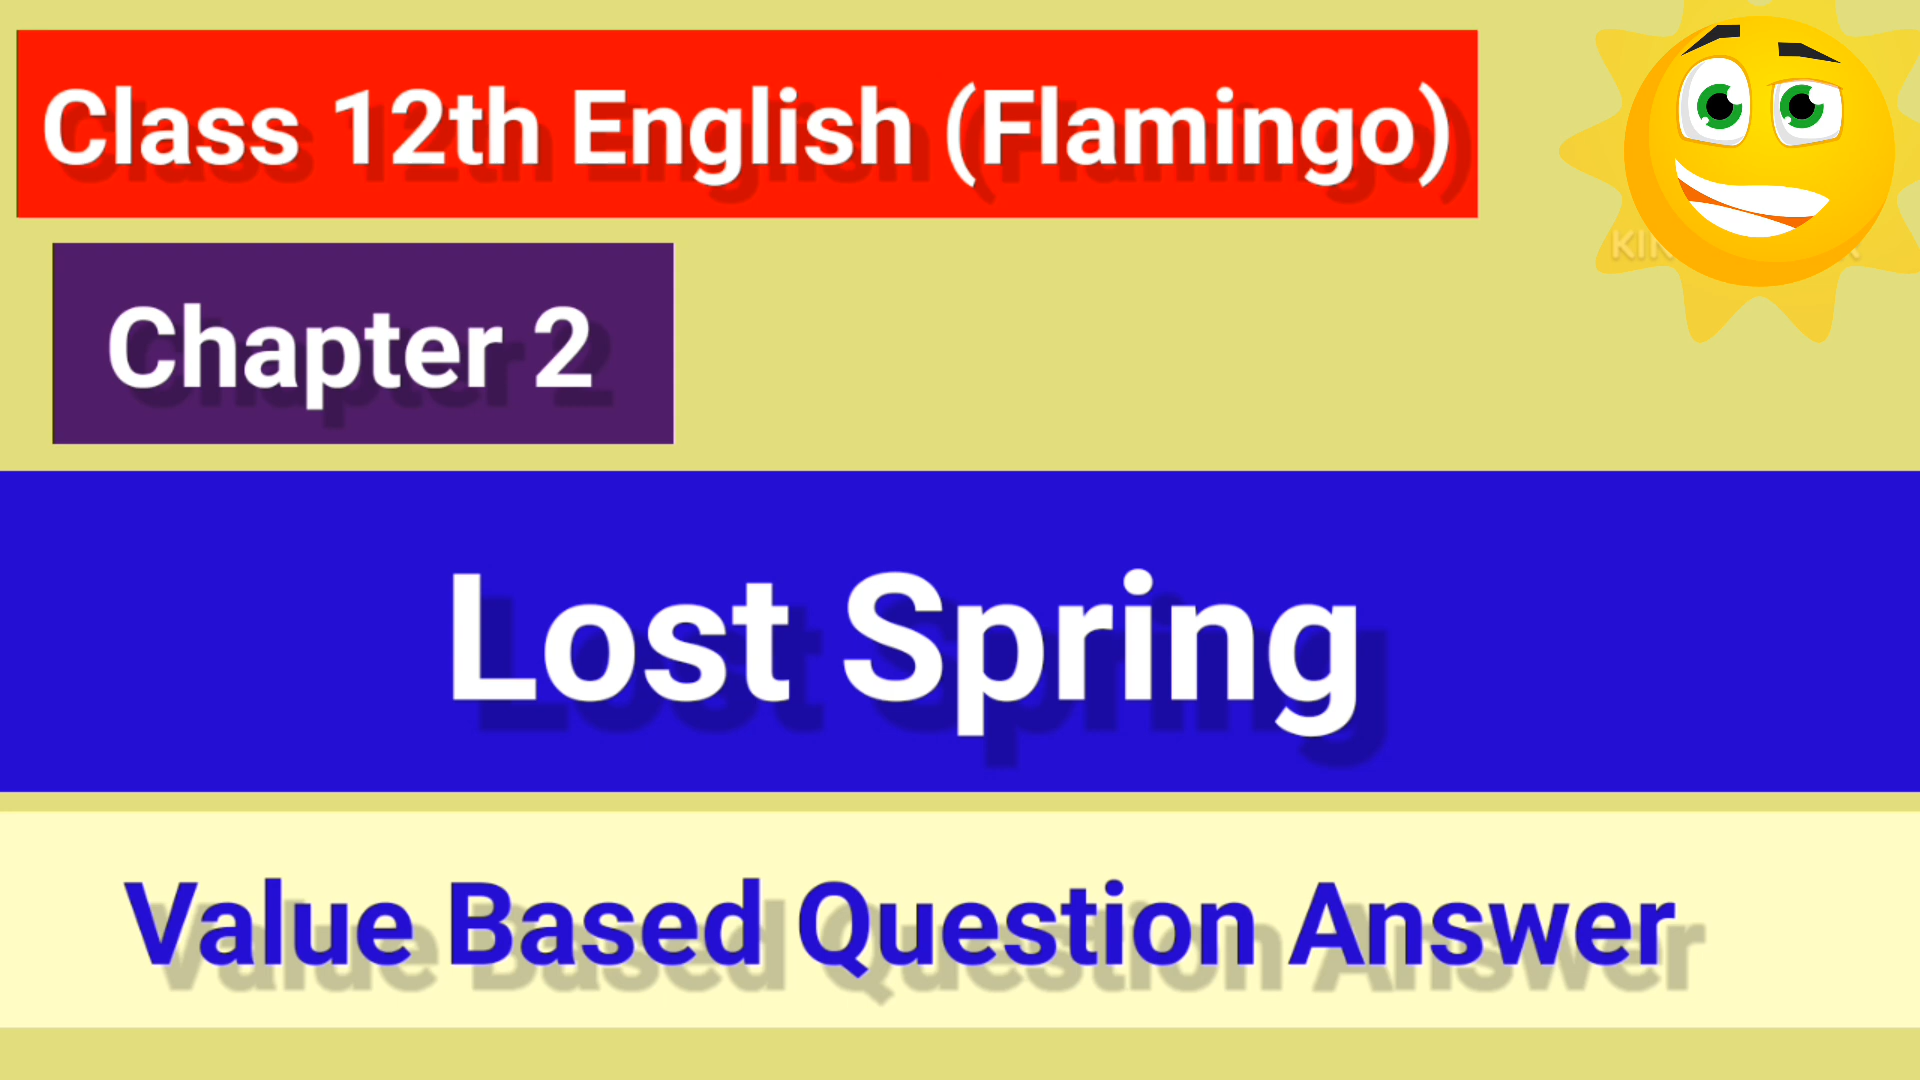 Class 12th English (Flamingo)
Chapter 2
Lost Spring
Value Based Question Answer